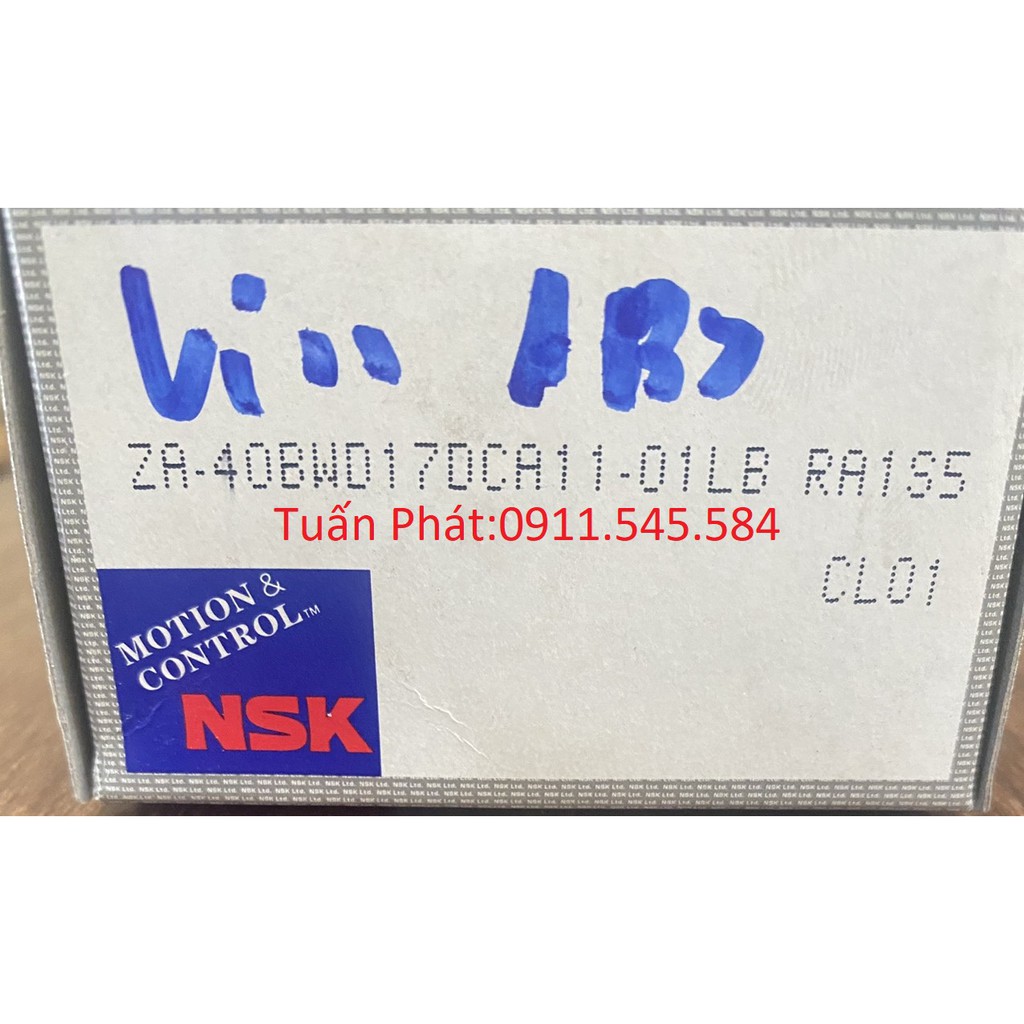 ZA-40BWD17DCA11-01LB RA1S5
Tuấn Phát:0911.545.584
CL01
MOTION &
CONTROL™
NSK